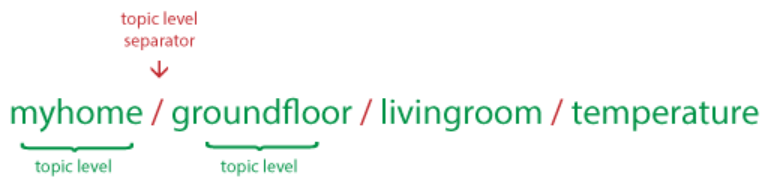 topic level
separator
myhome / groundfloor / livingroom / temperature
topic level topic level